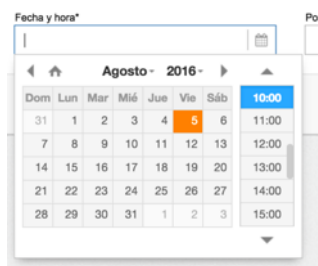 Fecha y hora*
Po
Agosto 2016
Dom Lun Mar Mié Jue Vie Sáb
31 1 2 3 4 5 6
7 8 9 10 11 12 13
14 15 16 17 18 19 20
21 22 23 24 25 26 27
28 29 30 31 1 2 3
10:00
11:00
12:00
13:00
14:00
15:00